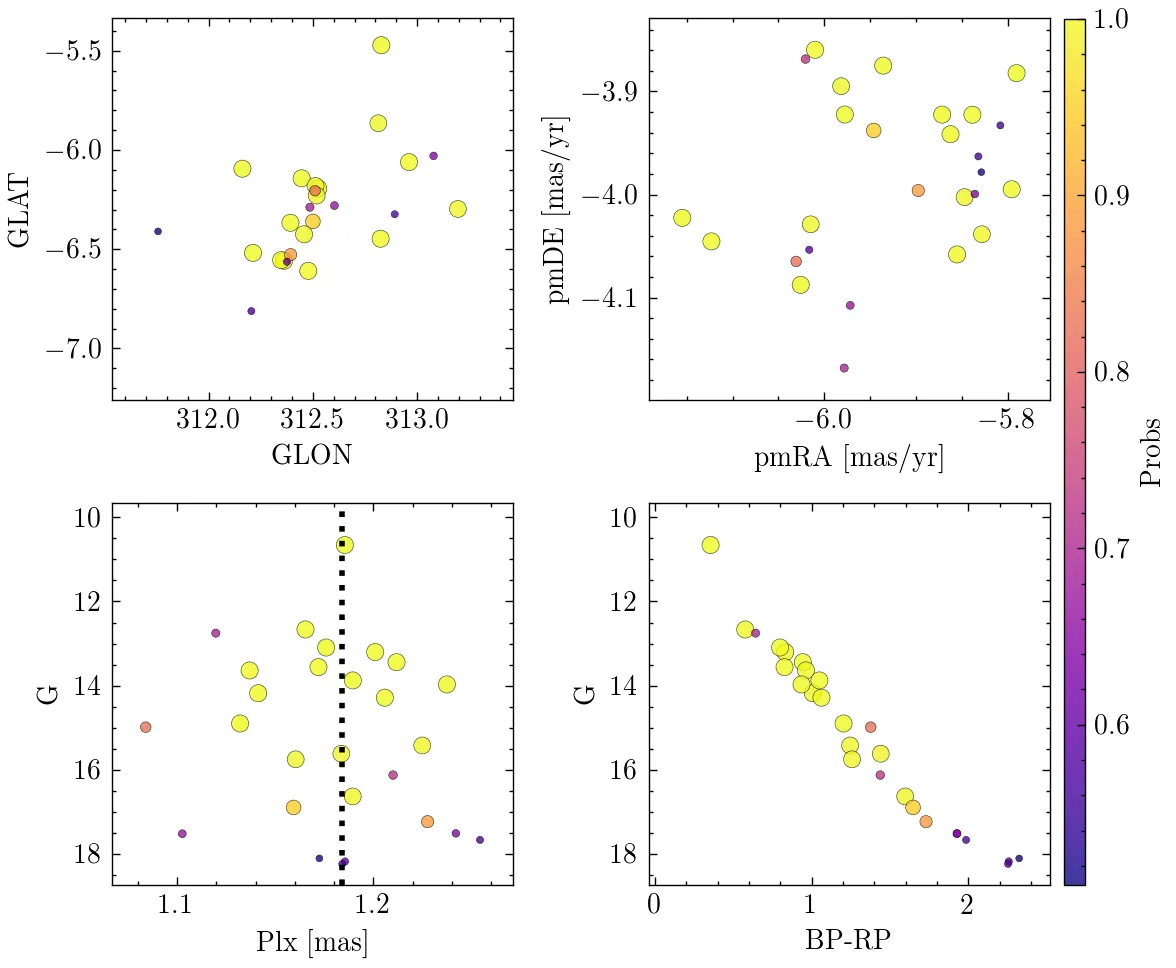 −5.5
−6.0
−6.5
−7.0
GLAT
312.0 312.5 313.0
GLON
−3.9
−4.0
−4.1
pmDE [mas/yr]
−6.0 −5.8
pmRA [mas/yr]
1.0
0.9
0.8
0.7
0.6
Probs
10
12
14
16
18
G
1.1 1.2
Plx [mas]
10
12
14
16
18
G
0 1 2
BP-RP